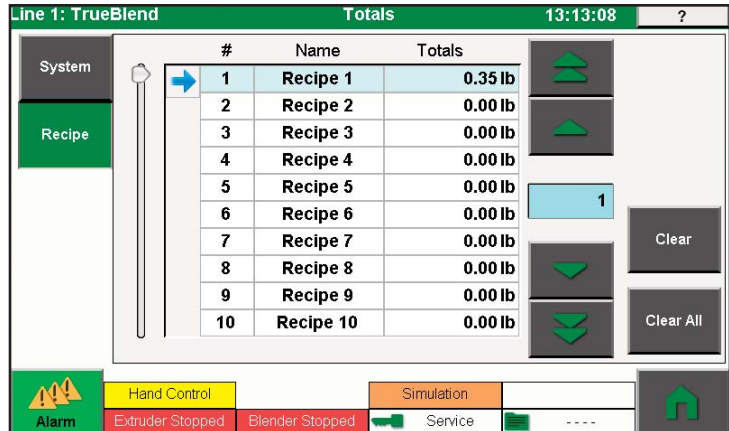 Line 1: TrueBlend Totals 13:13:08 ?
System
Recipe
# Name Totals
1 Recipe 1 0.35 lb
2 Recipe 2 0.00 lb
3 Recipe 3 0.00 lb
4 Recipe 4 0.00 lb
5 Recipe 5 0.00 lb
6 Recipe 6 0.00 lb
7 Recipe 7 0.00 lb
8 Recipe 8 0.00 lb
9 Recipe 9 0.00 lb
10 Recipe 10 0.00 lb
1
Clear
Clear All
Alarm
Hand Control Simulation
Extruder Stopped Blender Stopped Service ----